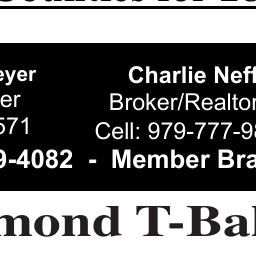 eyer Charlie Neff
er Broker/Realtor
571 Cell: 979-777-98
9-4082 - Member Bra
mond T-Bal